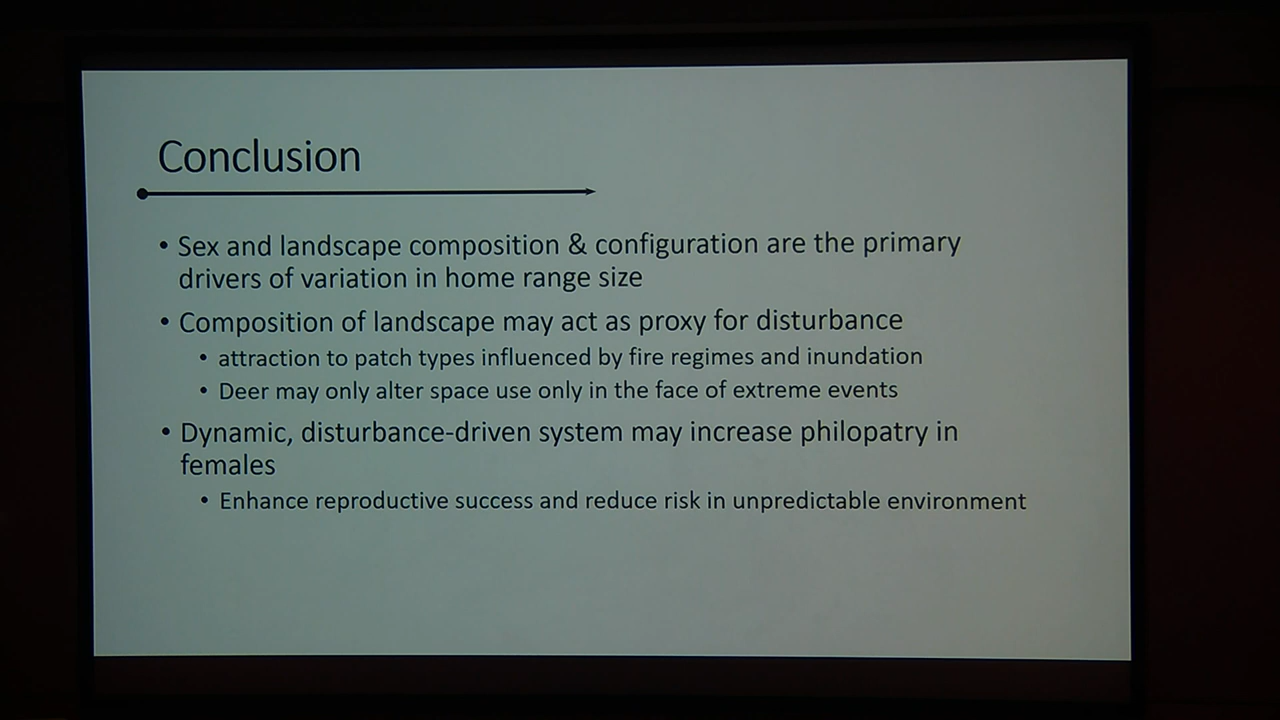 Conclusion
• Sex and landscape composition & configuration are the primary
drivers of variation in home range size
• Composition of landscape may act as proxy for disturbance
• attraction to patch types influenced by fire regimes and inundation
• Deer may only alter space use only in the face of extreme events
• Dynamic, disturbance-driven system may increase philopatry in
females
• Enhance reproductive success and reduce risk in unpredictable environment